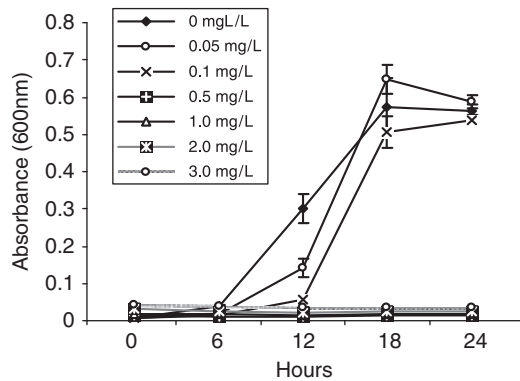 0 mgL/L
0.05 mg/L
0.1 mg/L
0.5 mg/L
1.0 mg/L
2.0 mg/L
3.0 mg/L
0.8
0.7
0.6
0.5
0.4
0.3
0.2
0.1
0
Absorbance (600nm)
0 6 12 18 24
Hours